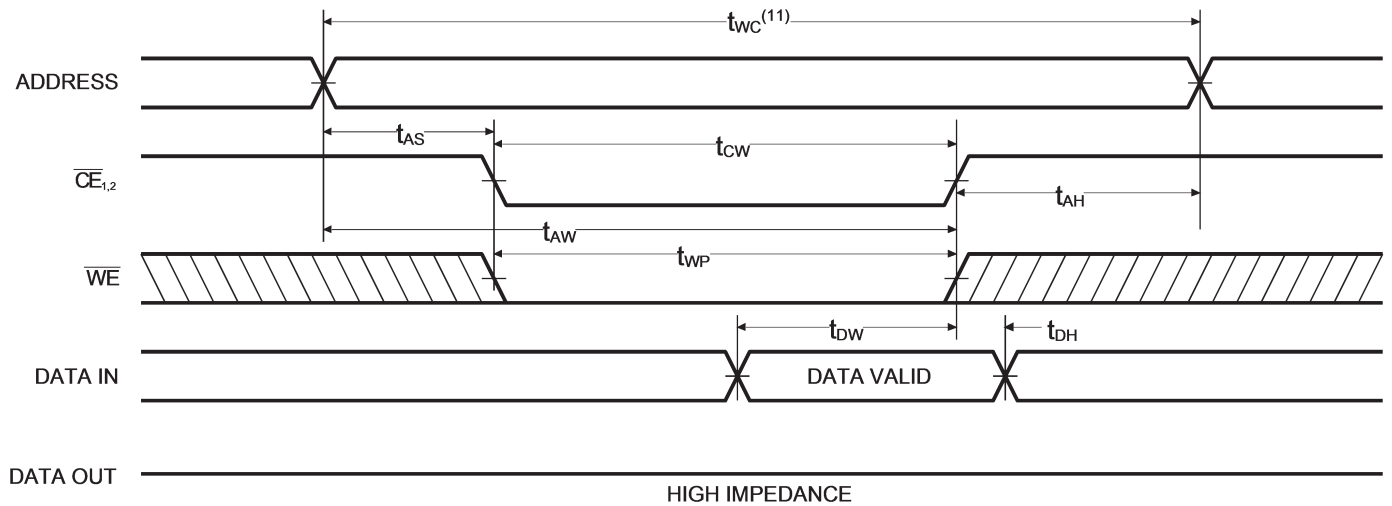 tWC(11)
ADDRESS
tAS
tCW
CE1,2
tAH
tAW
tWP
WE
tDW
tDH
DATA IN
DATA VALID
DATA OUT
HIGH IMPEDANCE